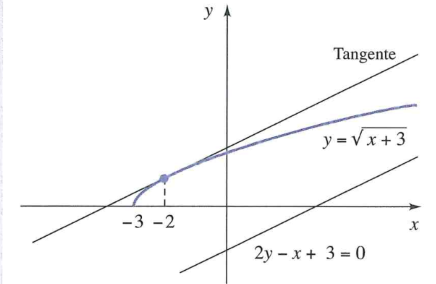 y
Tangente
y = √x + 3
−3 −2
x
2y − x + 3 = 0